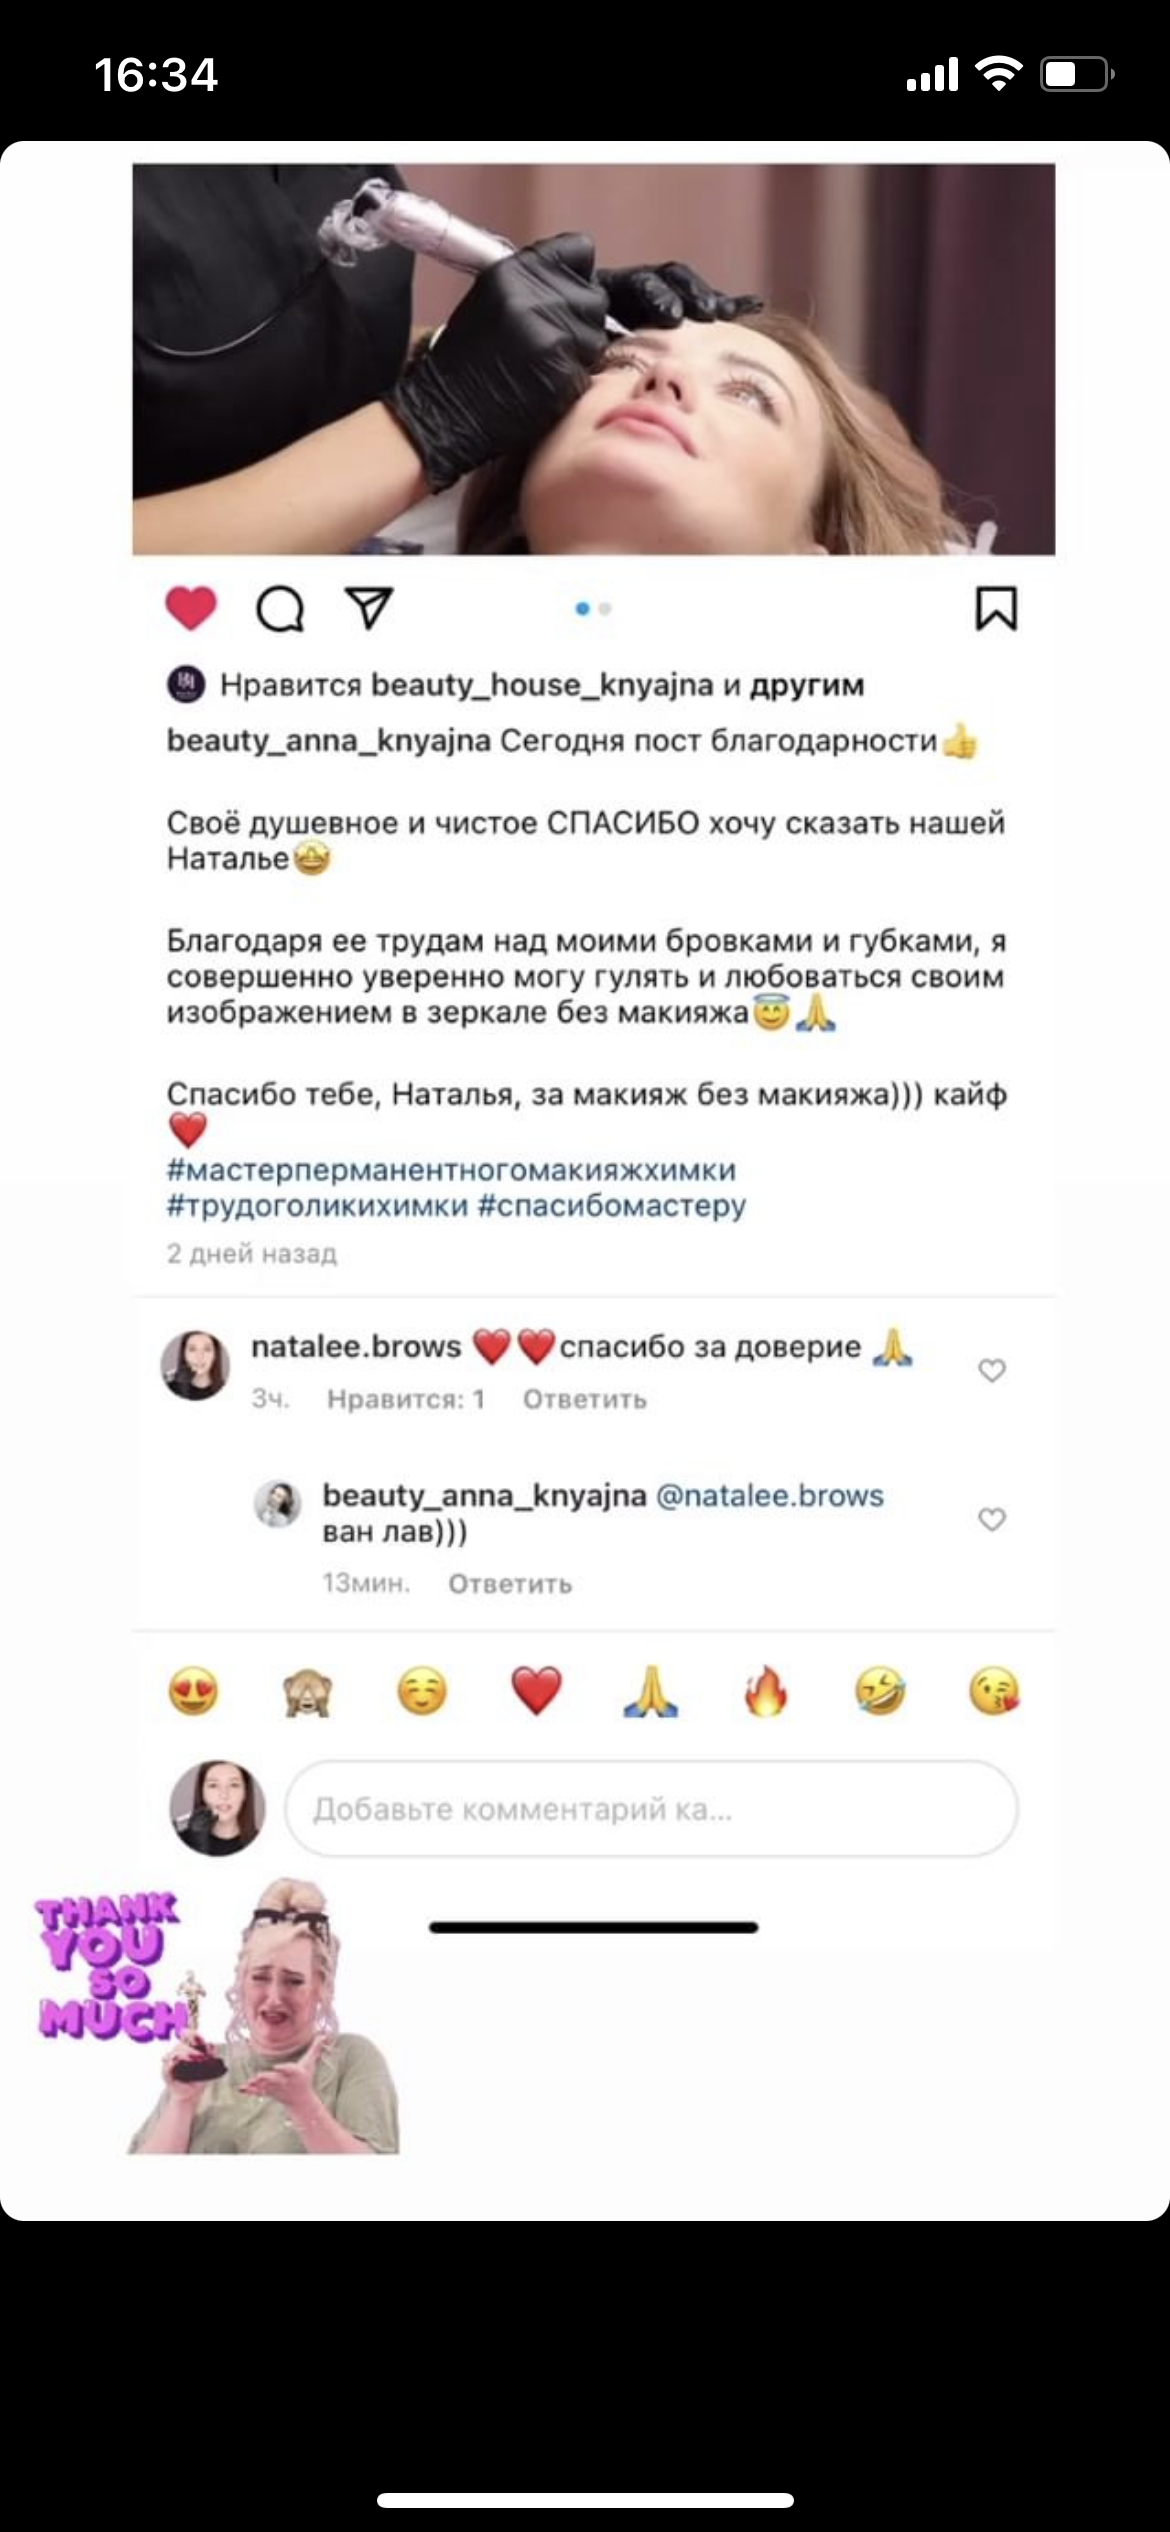 16:34
Нравится beauty_house_knyajna и другим
beauty_anna_knyajna Сегодня пост благодарности👍
Своё душевное и чистое СПАСИБО хочу сказать нашей
Наталье🤩
Благодаря ее трудам над моими бровками и губками, я
совершенно уверенно могу гулять и любоваться своим
изображением в зеркале без макияжа😇🙏
Спасибо тебе, Наталья, за макияж без макияжа))) кайф
❤️
#мастерперманентногомакияжхимки
#трудоголикихимки #спасибомастеру
2 дней назад
natalee.brows ❤️❤️спасибо за доверие 🙏
3ч. Нравится: 1 Ответить
beauty_anna_knyajna @natalee.brows
ван лав)))
13мин. Ответить
Добавьте комментарий ка...
THANK
YOU
SO
MUCH